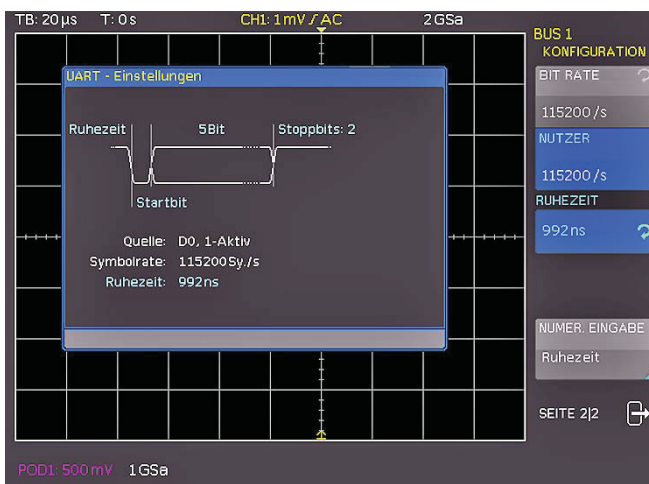 TB: 20µs T: 0s CH1: 1mV ∫ AC 2GSa
BUS 1
KONFIGURATION
BIT RATE
115200/s
NUTZER
115200/s
RUHEZEIT
992ns
NUMER. EINGABE
Ruhezeit
SEITE 2|2
UART - Einstellungen
Ruhezeit 5Bit Stoppbits: 2
Startbit
Quelle: D0, 1-Aktiv
Symbolrate: 115200Sy./s
Ruhezeit: 992ns
POD1: 500mV 1GSa